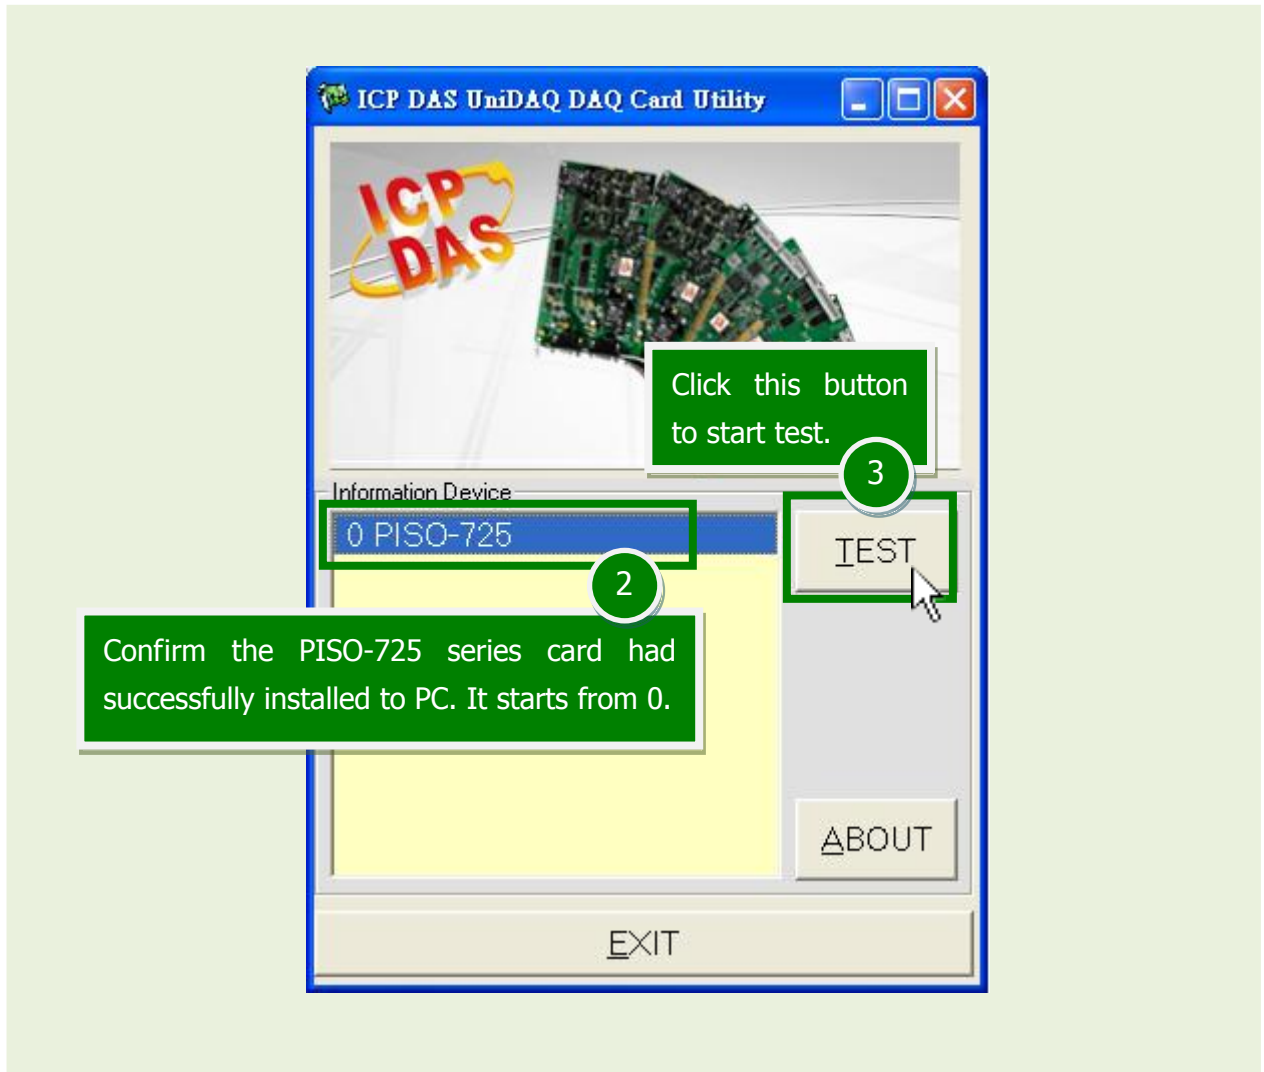 ICP DAS UniDAQ DAQ Card Utility
ICP
DAS
Click this button
to start test.
3
Information Device
0 PISO-725
TEST
2
Confirm the PISO-725 series card had
successfully installed to PC. It starts from 0.
ABOUT
EXIT